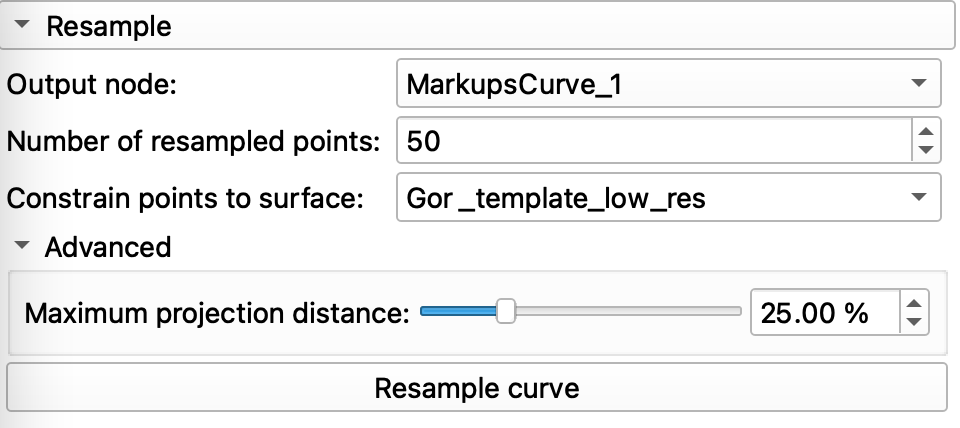 Resample
Output node: MarkupsCurve_1
Number of resampled points: 50
Constrain points to surface: Gor _template_low_res
Advanced
Maximum projection distance: 25.00 %
Resample curve